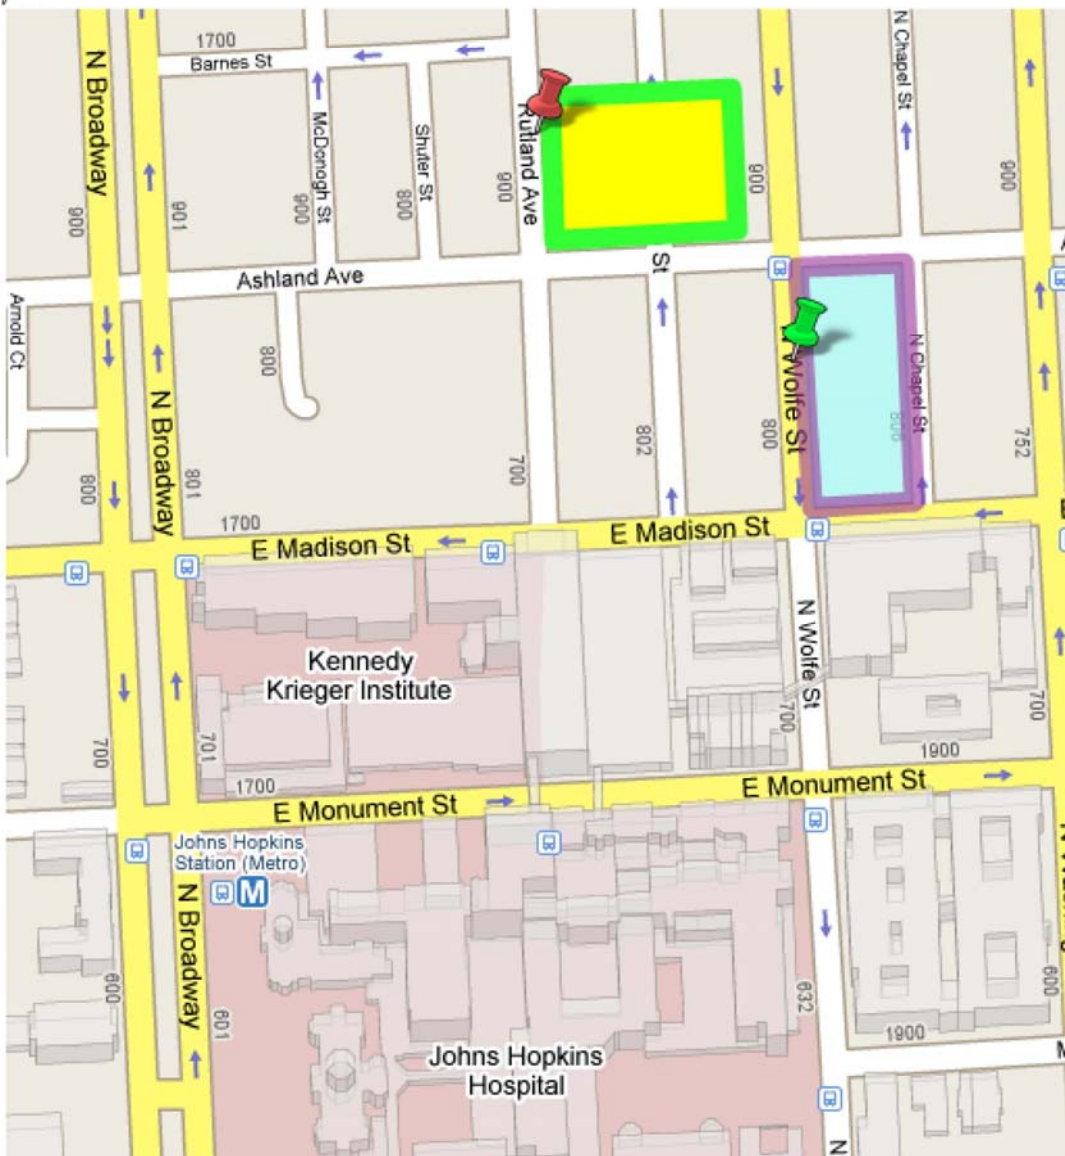 N Broadway
1700
Barnes St
N Chapel St
McDonogh St
Shuter St
Rutland Ave
900
901
900
800
900
900
900
Ashland Ave
St
Arnold Ct
800
N Chapel St
N Wolfe St
N Broadway
800
801
700
802
800
808
752
1700
E Madison St
E Madison St
Kennedy
Krieger Institute
N Wolfe St
700
701
700
700
1900
1700
E Monument St
E Monument St
Johns Hopkins
Station (Metro)
M
N Broadway
600
601
632
600
1900
Johns Hopkins
Hospital
N